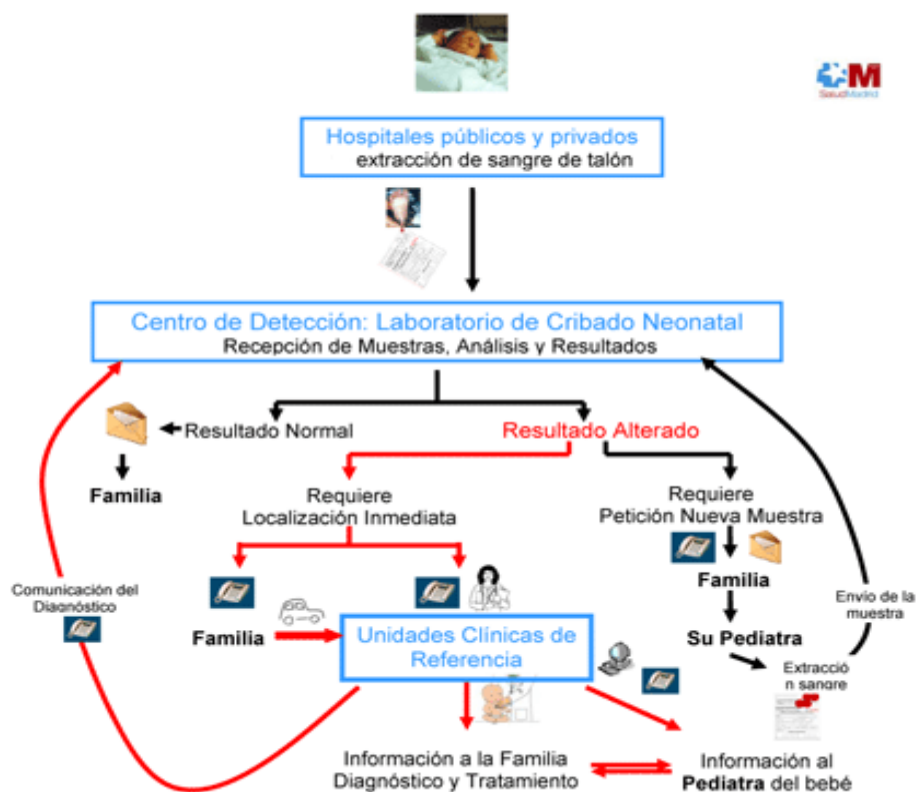 M
SaludMadrid
Hospitales públicos y privados
extracción de sangre de talón
Centro de Detección: Laboratorio de Cribado Neonatal
Recepción de Muestras, Análisis y Resultados
Resultado Normal
Resultado Alterado
Familia
Requiere
Localización Inmediata
Requiere
Petición Nueva Muestra
Familia
Comunicación del
Diagnóstico
Envío de la
muestra
Familia
Unidades Clínicas de
Referencia
Su Pediatra
Extracció
n sangre
Información a la Familia
Diagnóstico y Tratamiento
Información al
Pediatra del bebé